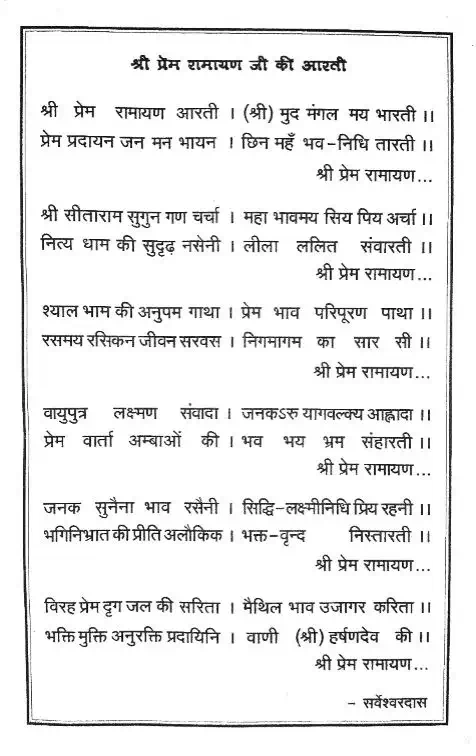 श्री प्रेम रामायण जी की आरती
श्री प्रेम रामायण आरती । (श्री) मुद मंगल मय भारती ।।
प्रेम प्रदायन जन मन भायन । छिन महँ भव-निधि तारती ।।
श्री प्रेम रामायण...
श्री सीताराम सुगुन गण चर्चा । महा भावमय सिय पिय अर्चा ।।
नित्य धाम की सुदृढ़ नसेनी । लीला ललित संवारती ।।
श्री प्रेम रामायण...
श्याल भाम की अनुपम गाथा । प्रेम भाव परिपूरण पाथा ।।
रसमय रसिकन जीवन सरवस । निगमागम का सार सी ।।
श्री प्रेम रामायण...
वायुपुत्र लक्ष्मण संवादा । जनकऽरु यागवल्क्य आह्लादा ।।
प्रेम वार्ता अम्बाओं की । भव भय भ्रम संहारती ।।
श्री प्रेम रामायण...
जनक सुनैना भाव रसैनी । सिद्धि-लक्ष्मीनिधि प्रिय रहनी ।।
भगिनिभ्रात की प्रीति अलौकिक । भक्त-वृन्द निस्तारती ।।
श्री प्रेम रामायण...
विरह प्रेम दृग जल की सरिता । मैथिल भाव उजागर करिता ।।
भक्ति मुक्ति अनुरक्ति प्रदायिनि । वाणी (श्री) हर्षणदेव की ।।
श्री प्रेम रामायण...
- सर्वेश्वरदास